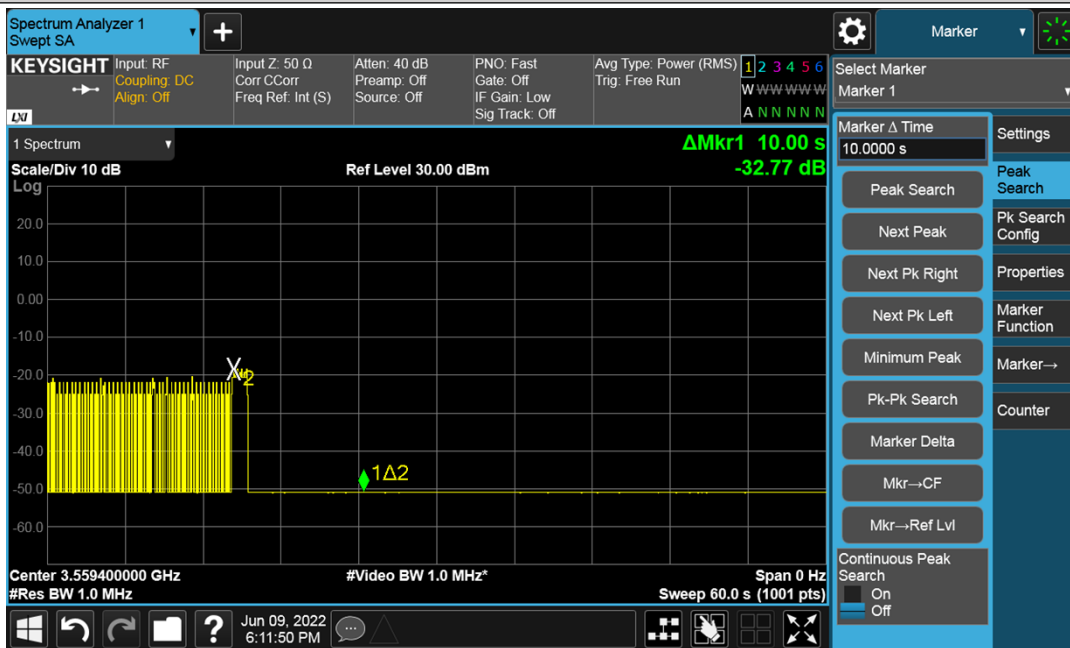 Spectrum Analyzer 1
Swept SA
+
Marker
KEYSIGHT
LXI
Input: RF
Coupling: DC
Align: Off
Input Z: 50 Ω
Corr CCorr
Freq Ref: Int (S)
Atten: 40 dB
Preamp: Off
Source: Off
PNO: Fast
Gate: Off
IF Gain: Low
Sig Track: Off
Avg Type: Power (RMS)
Trig: Free Run
1 2 3 4 5 6
W W W W W W
A N N N N N
Select Marker
Marker 1
1 Spectrum
Scale/Div 10 dB
Log
Ref Level 30.00 dBm
ΔMkr1 10.00 s
-32.77 dB
20.0
10.0
0.00
-10.0
-20.0
-30.0
-40.0
-50.0
-60.0
X2
1Δ2
Center 3.559400000 GHz
#Res BW 1.0 MHz
#Video BW 1.0 MHz*
Span 0 Hz
Sweep 60.0 s (1001 pts)
Marker Δ Time
10.0000 s
Peak Search
Next Peak
Next Pk Right
Next Pk Left
Minimum Peak
Pk-Pk Search
Marker Delta
Mkr→CF
Mkr→Ref Lvl
Continuous Peak
Search
On
Off
Settings
Peak
Search
Pk Search
Config
Properties
Marker
Function
Marker→
Counter
?
Jun 09, 2022
6:11:50 PM